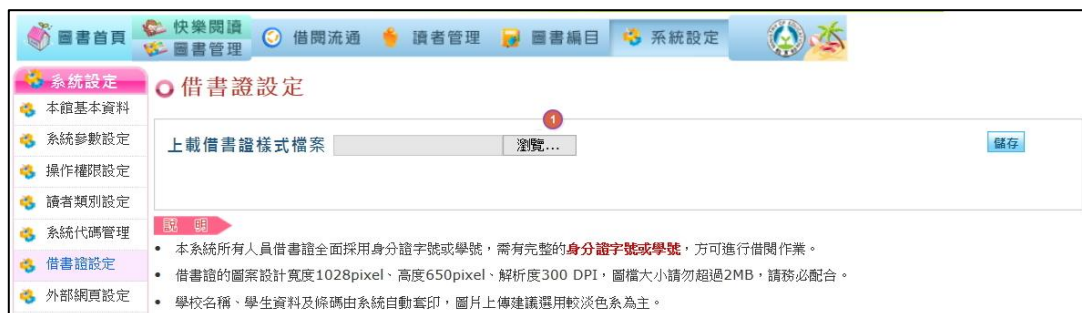 圖書首頁
快樂閱讀
圖書管理
借閱流通
讀者管理
圖書編目
系統設定
系統設定
本館基本資料
系統參數設定
操作權限設定
讀者類別設定
系統代碼管理
借書證設定
外部網頁設定
借書證設定
1
上載借書證樣式檔案 瀏覽... 儲存
說 明
• 本系統所有人員借書證全面採用身分證字號或學號,需有完整的身分證字號或學號,方可進行借閱作業。
• 借書證的圖案設計寬度1028pixel、高度650pixel、解析度300 DPI,圖檔大小請勿超過2MB,請務必配合。
• 學校名稱、學生資料及條碼由系統自動套印,圖片上傳建議選用較淡色系為主。